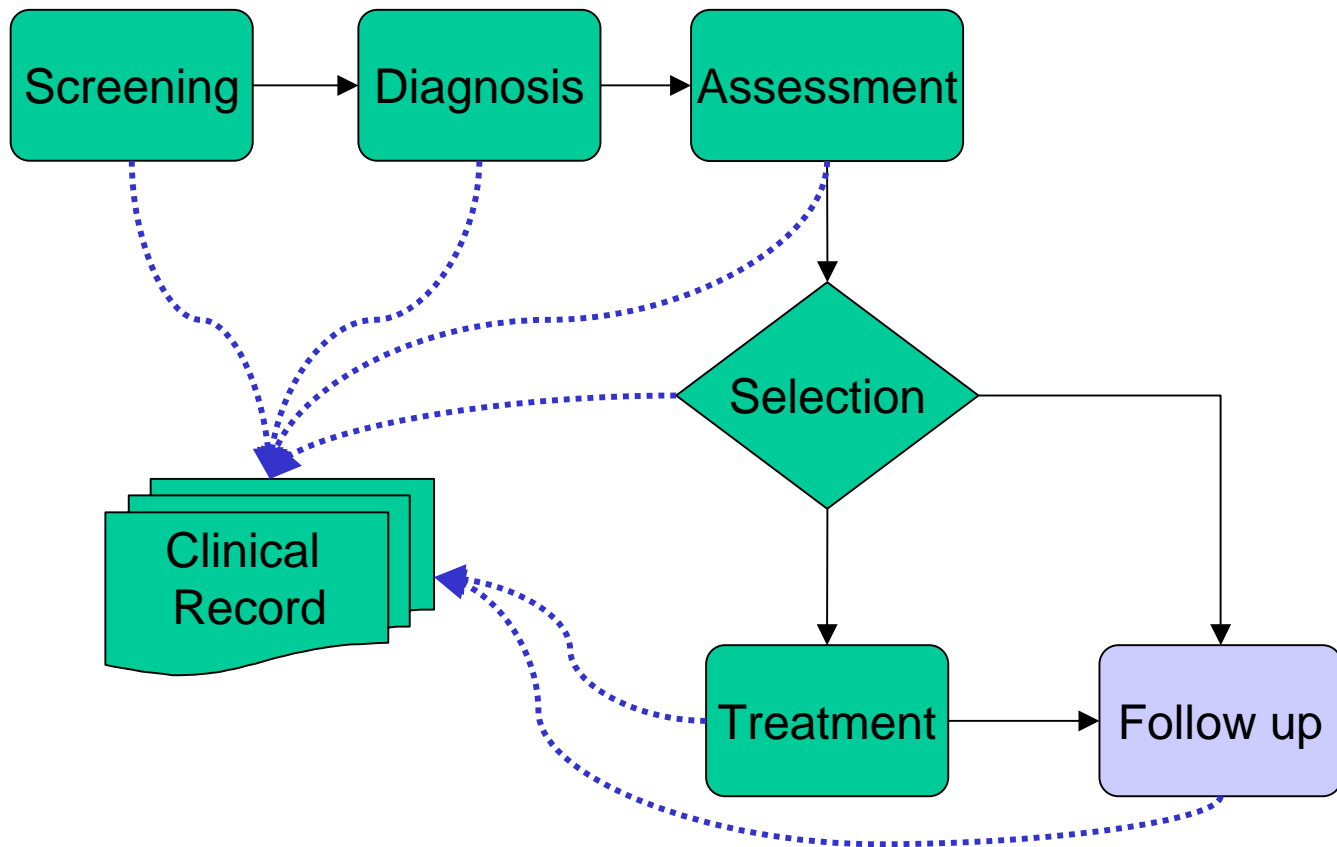 Screening
Diagnosis
Assessment
Selection
Clinical
Record
Treatment
Follow up